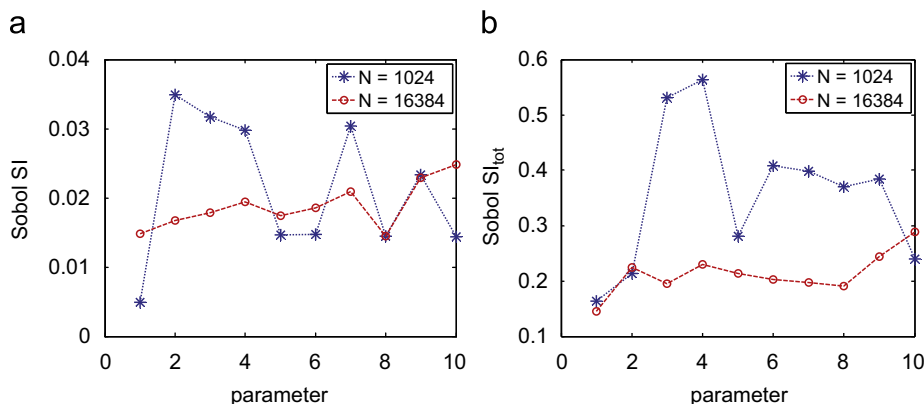 a
b
Sobol SI
0.04
0.03
0.02
0.01
0
N = 1024
N = 16384
0 2 4 6 8 10
parameter
Sobol SI_tot
0.6
0.5
0.4
0.3
0.2
0.1
N = 1024
N = 16384
0 2 4 6 8 10
parameter